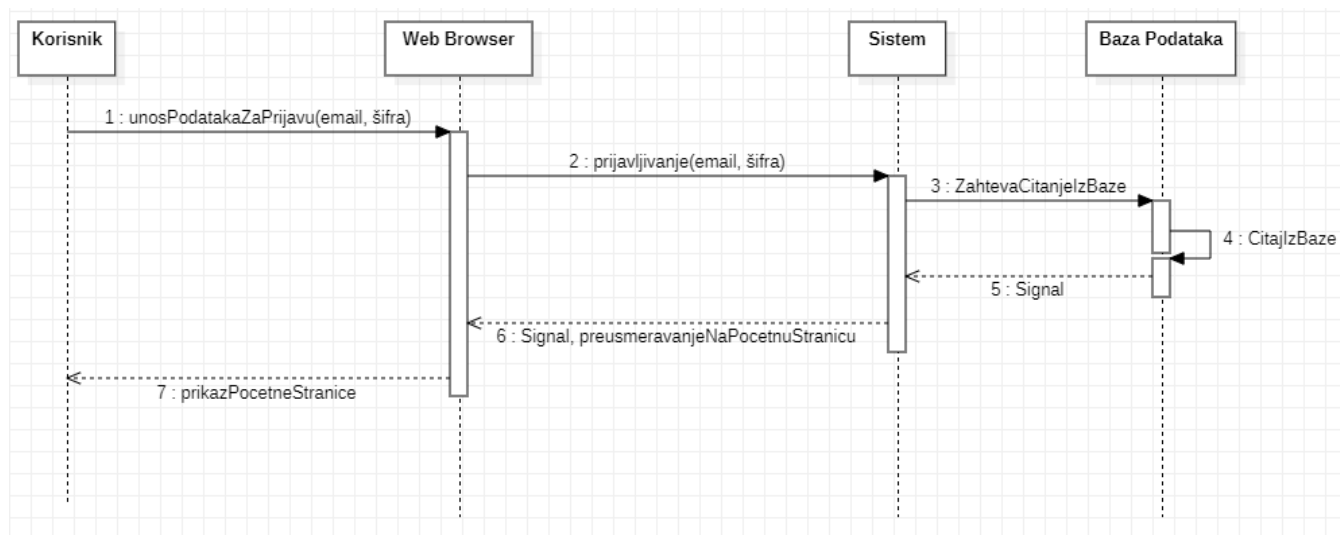 Korisnik
Web Browser
Sistem
Baza Podataka
1 : unosPodatakaZaPrijavu(email, šifra)
2 : prijavljivanje(email, šifra)
3 : ZahtevaCitanjeIzBaze
4 : CitajIzBaze
5 : Signal
6 : Signal, preusmeravanjeNaPocetnuStranicu
7 : prikazPocetneStranice